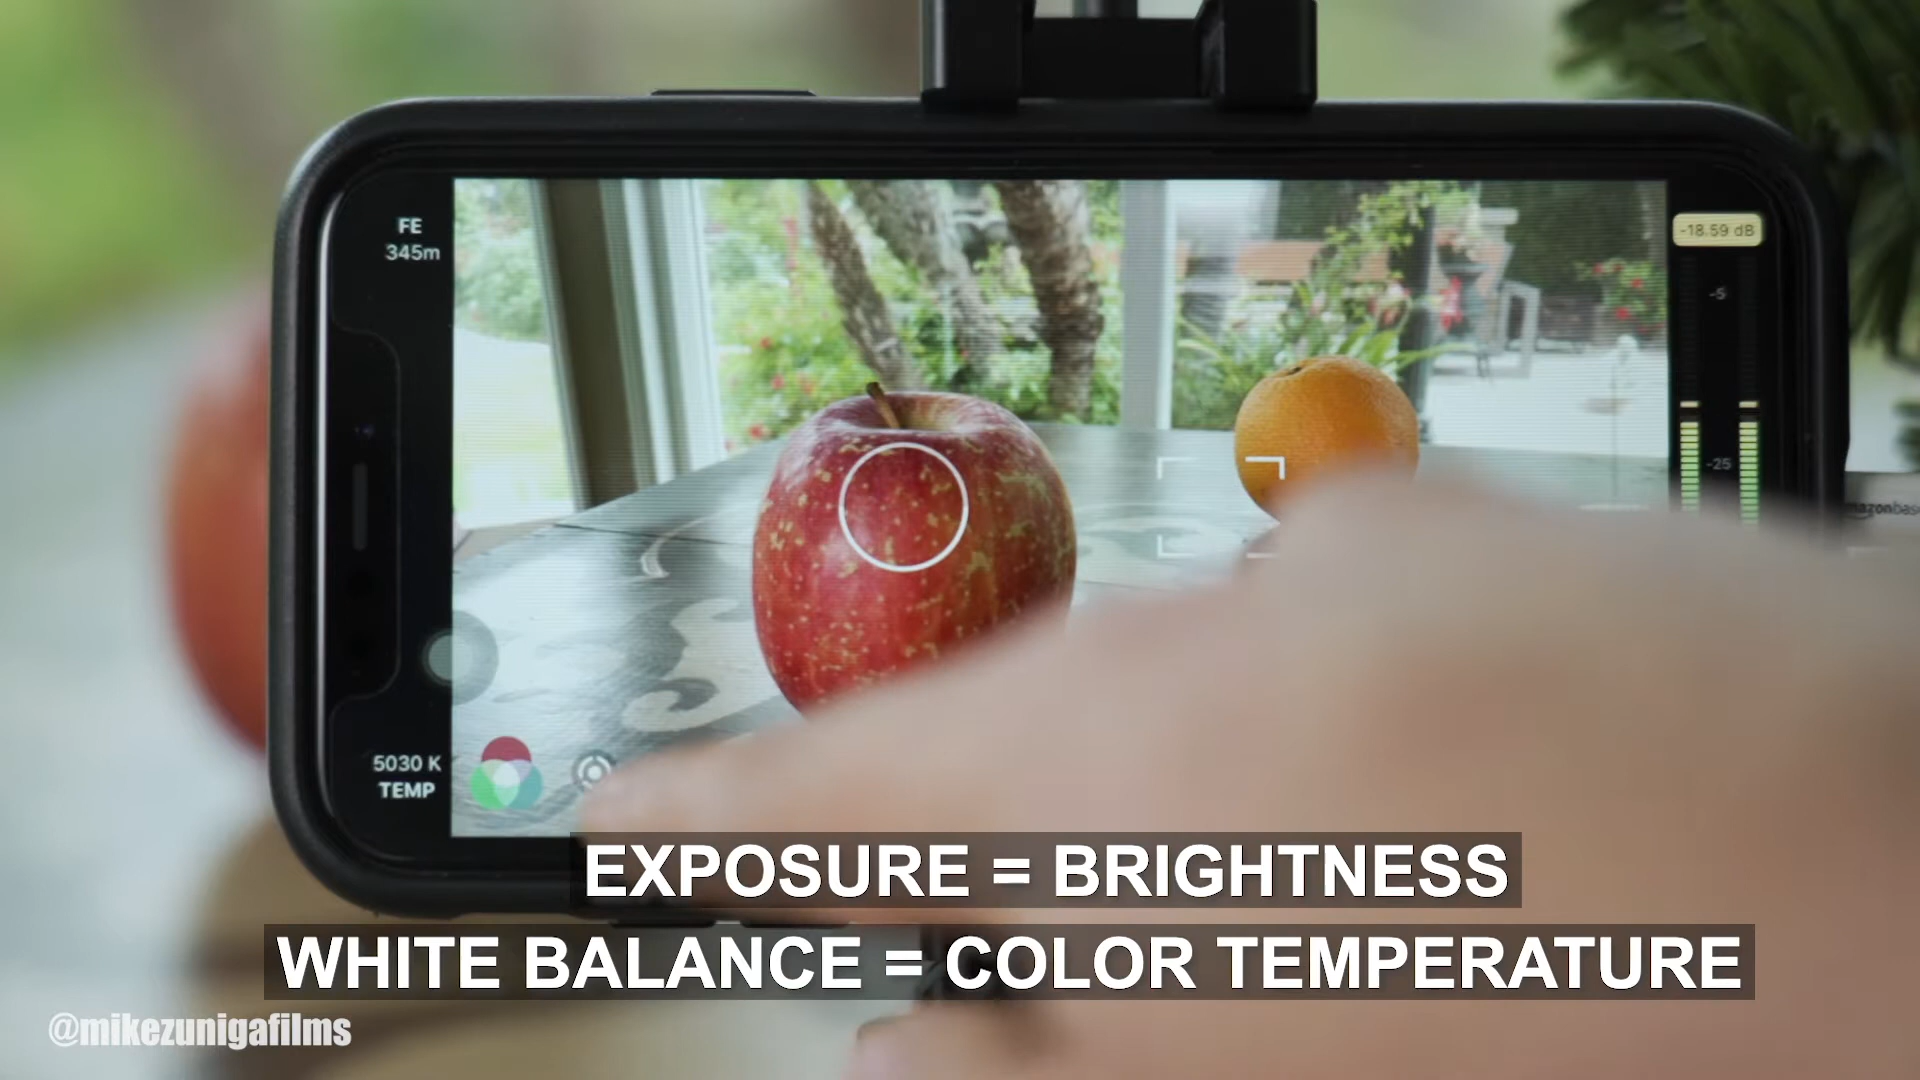 FE
345m
-18.59 dB
-5
-25
5030 K
TEMP
EXPOSURE = BRIGHTNESS
WHITE BALANCE = COLOR TEMPERATURE
@mikezunigafilms